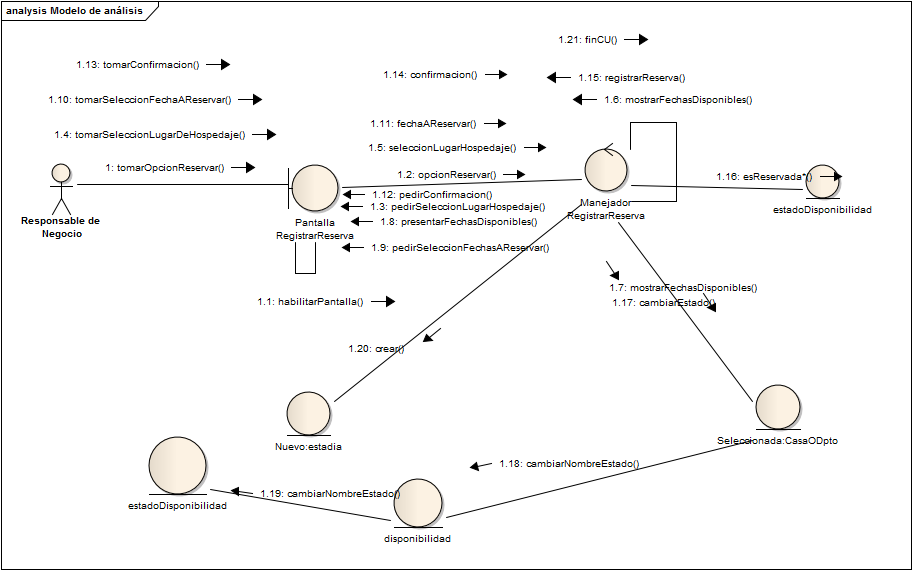 analysis Modelo de análisis
1.21: finCU()
1.13: tomarConfirmacion()
1.14: confirmacion()
1.15: registrarReserva()
1.10: tomarSeleccionFechaAReservar()
1.6: mostrarFechasDisponibles()
1.11: fechaAReservar()
1.4: tomarSeleccionLugarDeHospedaje()
1.5: seleccionLugarHospedaje()
1: tomarOpcionReservar()
1.2: opcionReservar()
1.16: esReservada*()
1.12: pedirConfirmacion()
1.3: pedirSeleccionLugarHospedaje()
1.8: presentarFechasDisponibles()
1.9: pedirSeleccionFechasAReservar()
Responsable de
Negocio
Pantalla
RegistrarReserva
Manejador
RegistrarReserva
estadoDisponibilidad
1.7: mostrarFechasDisponibles()
1.17: cambiarEstado()
1.1: habilitarPantalla()
1.20: crear()
Nuevo:estadia
Seleccionada:CasaODpto
1.18: cambiarNombreEstado()
1.19: cambiarNombreEstado()
estadoDisponibilidad
disponibilidad